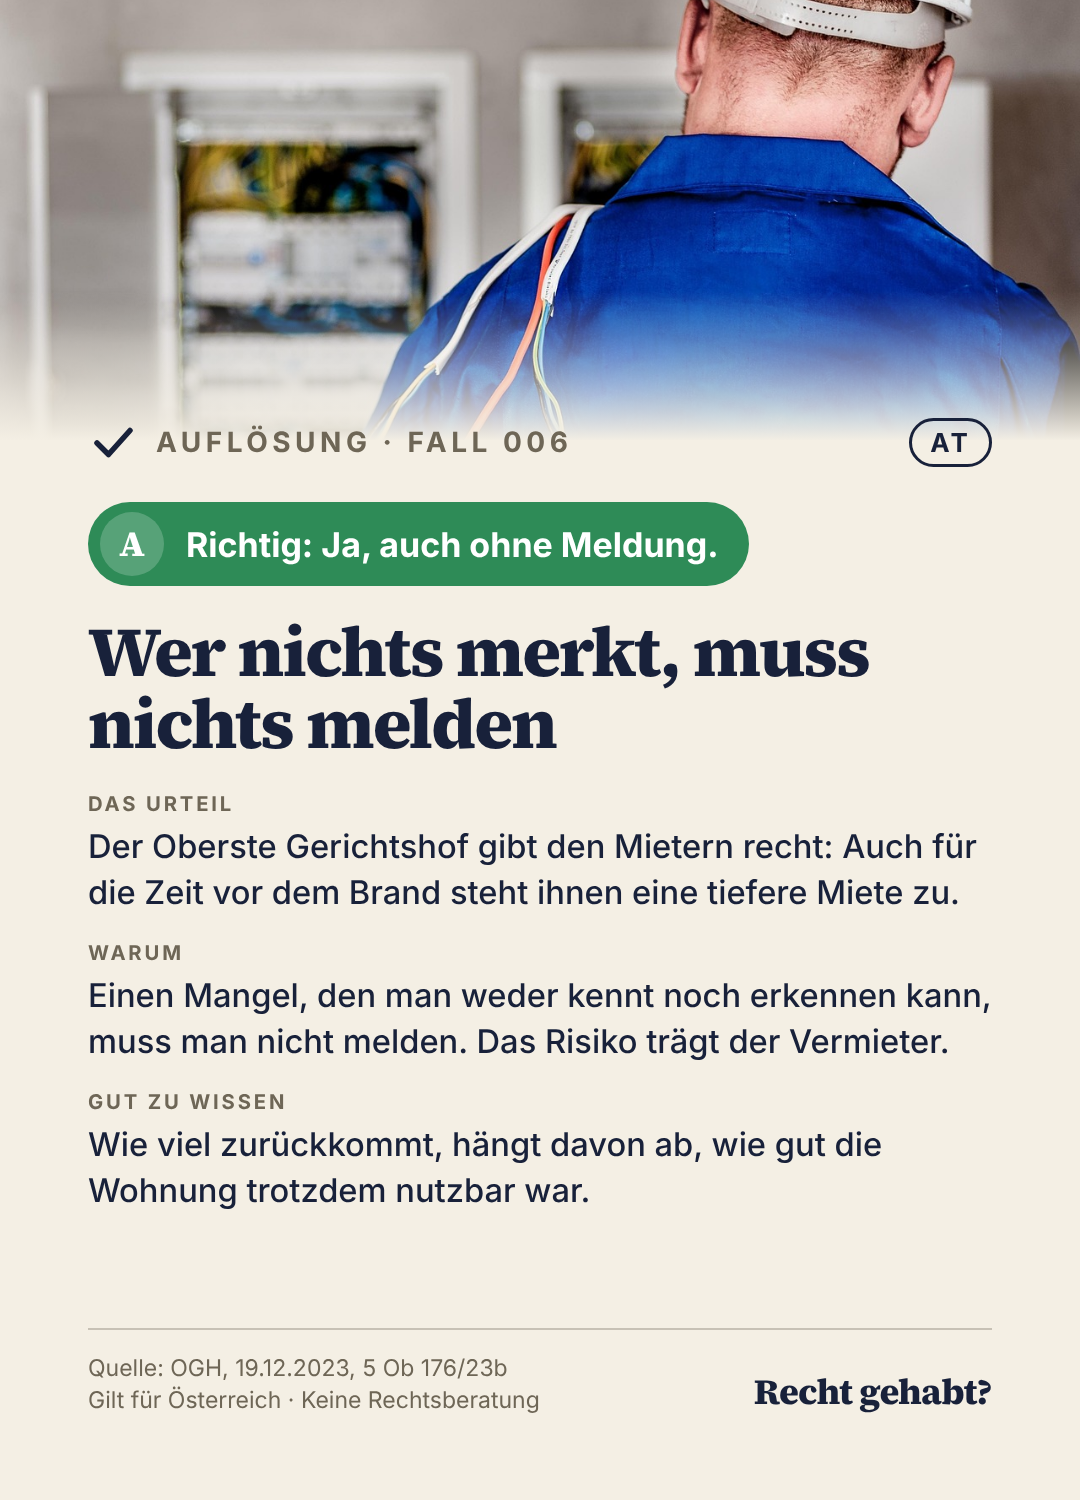 AUFLÖSUNG · FALL 006
AT
A
Richtig: Ja, auch ohne Meldung.
Wer nichts merkt, muss
nichts melden
DAS URTEIL
Der Oberste Gerichtshof gibt den Mietern recht: Auch für
die Zeit vor dem Brand steht ihnen eine tiefere Miete zu.
WARUM
Einen Mangel, den man weder kennt noch erkennen kann,
muss man nicht melden. Das Risiko trägt der Vermieter.
GUT ZU WISSEN
Wie viel zurückkommt, hängt davon ab, wie gut die
Wohnung trotzdem nutzbar war.
Quelle: OGH, 19.12.2023, 5 Ob 176/23b
Gilt für Österreich · Keine Rechtsberatung
Recht gehabt?